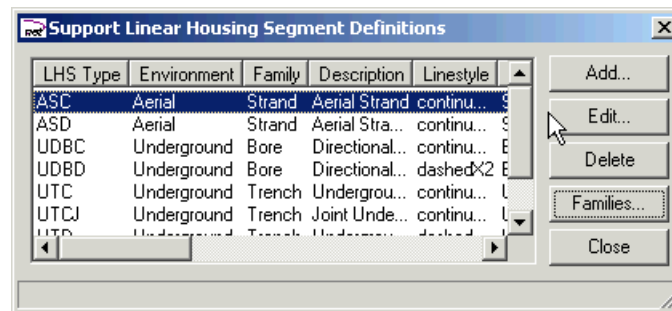 Support Linear Housing Segment Definitions
LHS Type Environment Family Description Linestyle
ASC Aerial Strand Aerial Strand continu... S
ASD Aerial Strand Aerial Stra... continu... S
UDBC Underground Bore Directional... continu... E
UDBD Underground Bore Directional... dashedX2 E
UTC Underground Trench Undergrou... continu... U
UTCJ Underground Trench Joint Unde... continu... U
Add...
Edit...
Delete
Families...
Close